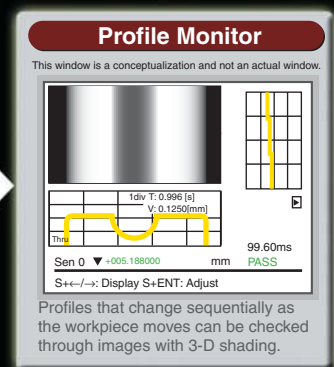 Profile Monitor
This window is a conceptualization and not an actual window.
1div T: 0.996 [s]
V: 0.1250[mm]
Thru
99.60ms
Sen 0 ▼ +005.188000 mm PASS
S+←/→: Display S+ENT: Adjust
Profiles that change sequentially as
the workpiece moves can be checked
through images with 3-D shading.